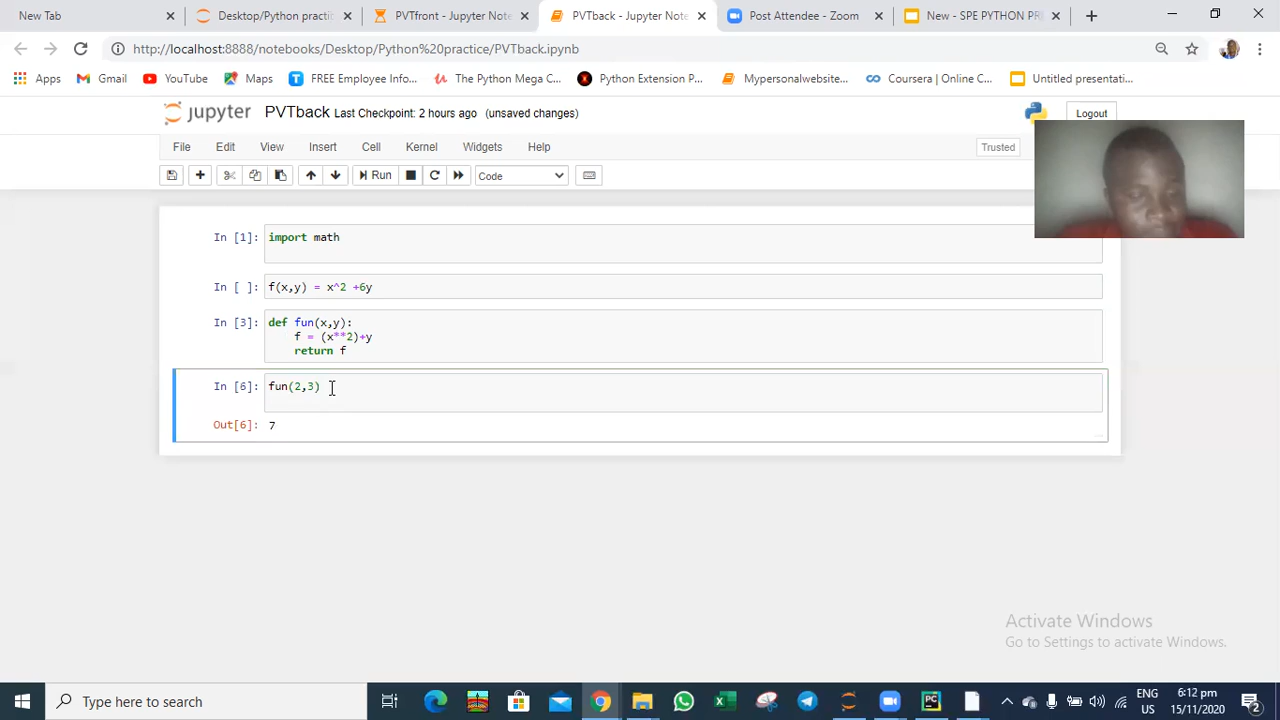 New Tab
Desktop/Python practi
PVTfront - Jupyter Note
PVTback - Jupyter Note
Post Attendee - Zoom
New - SPE PYTHON PR
http://localhost:8888/notebooks/Desktop/Python%20practice/PVTback.ipynb
Apps
Gmail
YouTube
Maps
FREE Employee Info...
The Python Mega C...
Python Extension P...
Mypersonalwebsite...
Coursera | Online C...
Untitled presentati...
jupyter PVTback Last Checkpoint: 2 hours ago (unsaved changes)
Logout
File Edit View Insert Cell Kernel Widgets Help
Trusted
Run
Code
In [1]: import math
In [ ]: f(x,y) = x^2 +6y
In [3]: def fun(x,y):
f = (x**2)+y
return f
In [6]: fun(2,3)
Out[6]: 7
Activate Windows
Go to Settings to activate Windows.
Type here to search
ENG
US
6:12 pm
15/11/2020
2